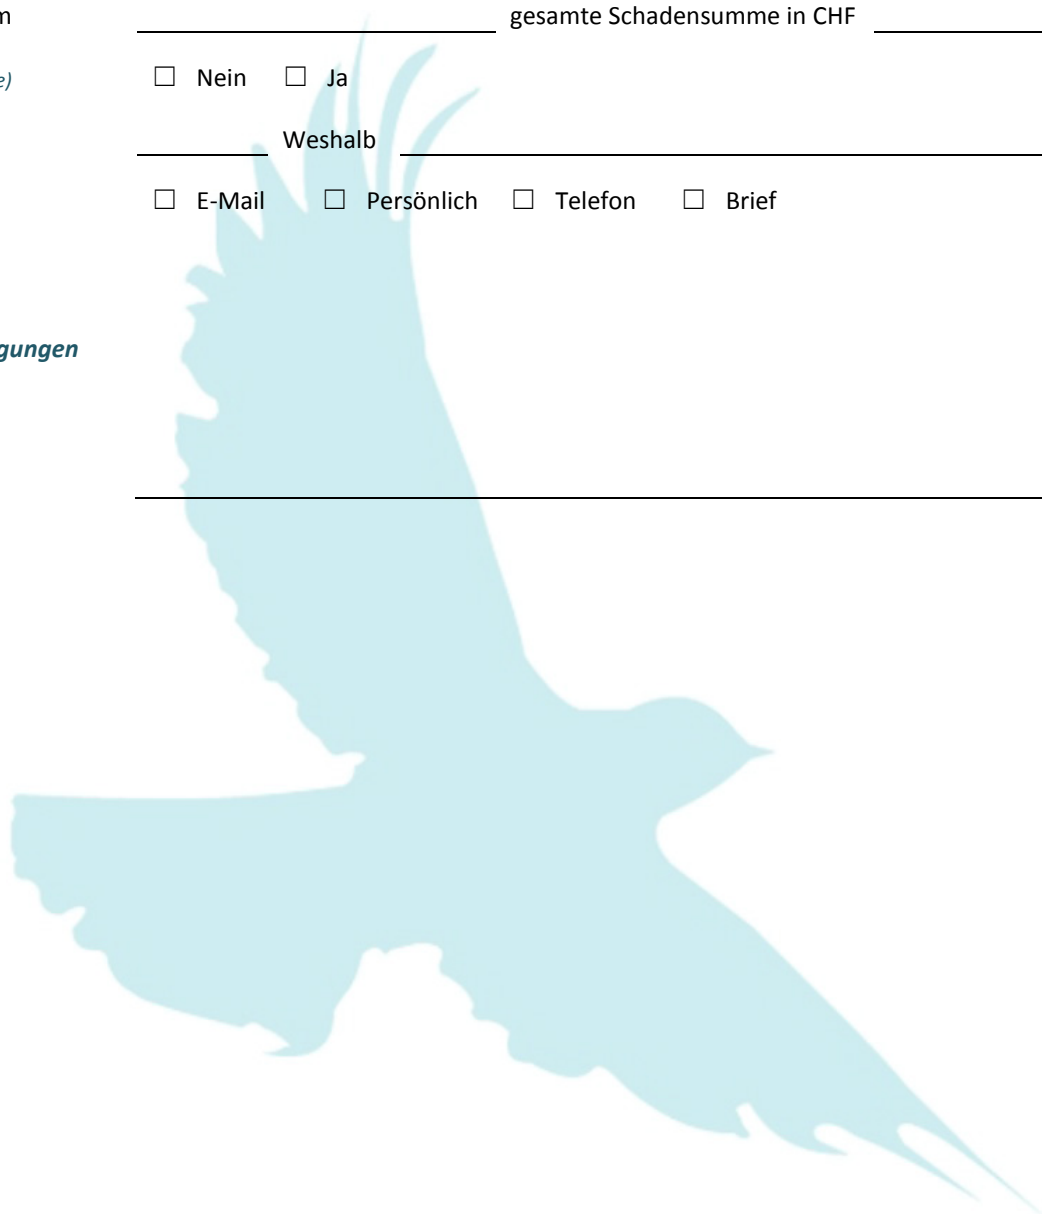 m gesamte Schadensumme in CHF
e) ☐ Nein ☐ Ja
Weshalb
☐ E-Mail ☐ Persönlich ☐ Telefon ☐ Brief
gungen